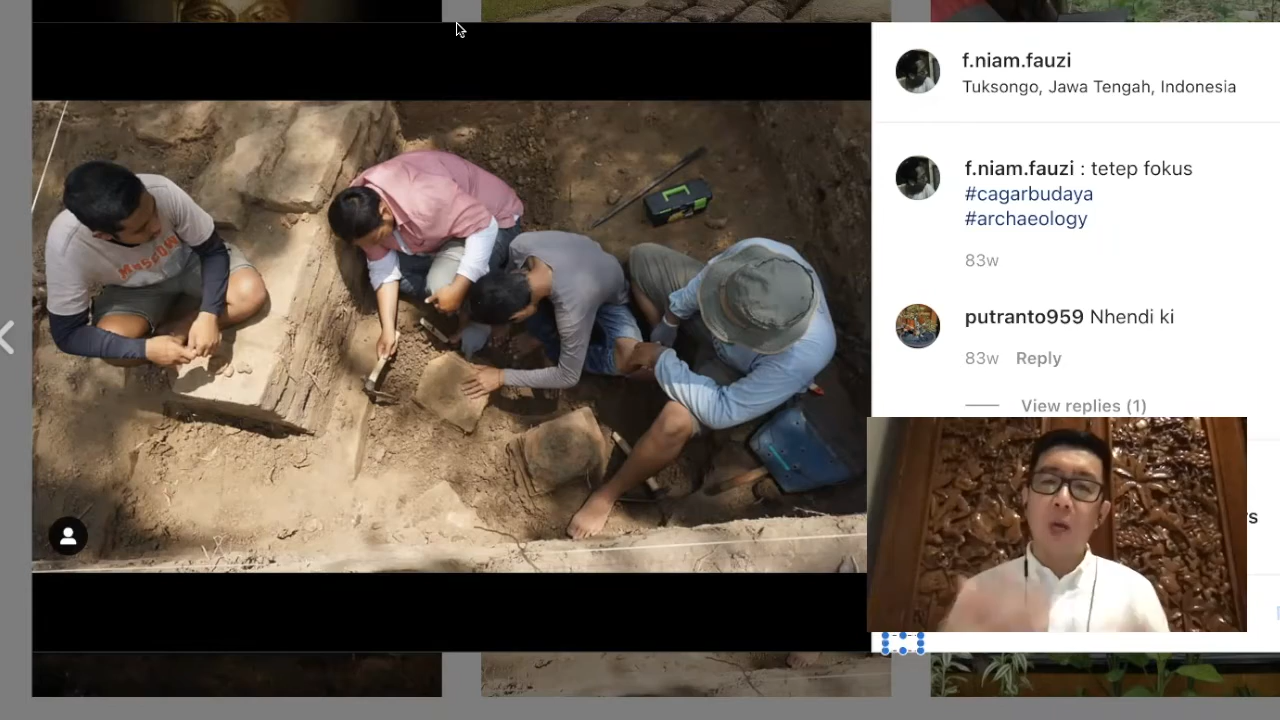 f.niam.fauzi
Tuksongo, Jawa Tengah, Indonesia
f.niam.fauzi : tetep fokus
#cagarbudaya
#archaeology
83w
putranto959 Nhendi ki
83w Reply
View replies (1)